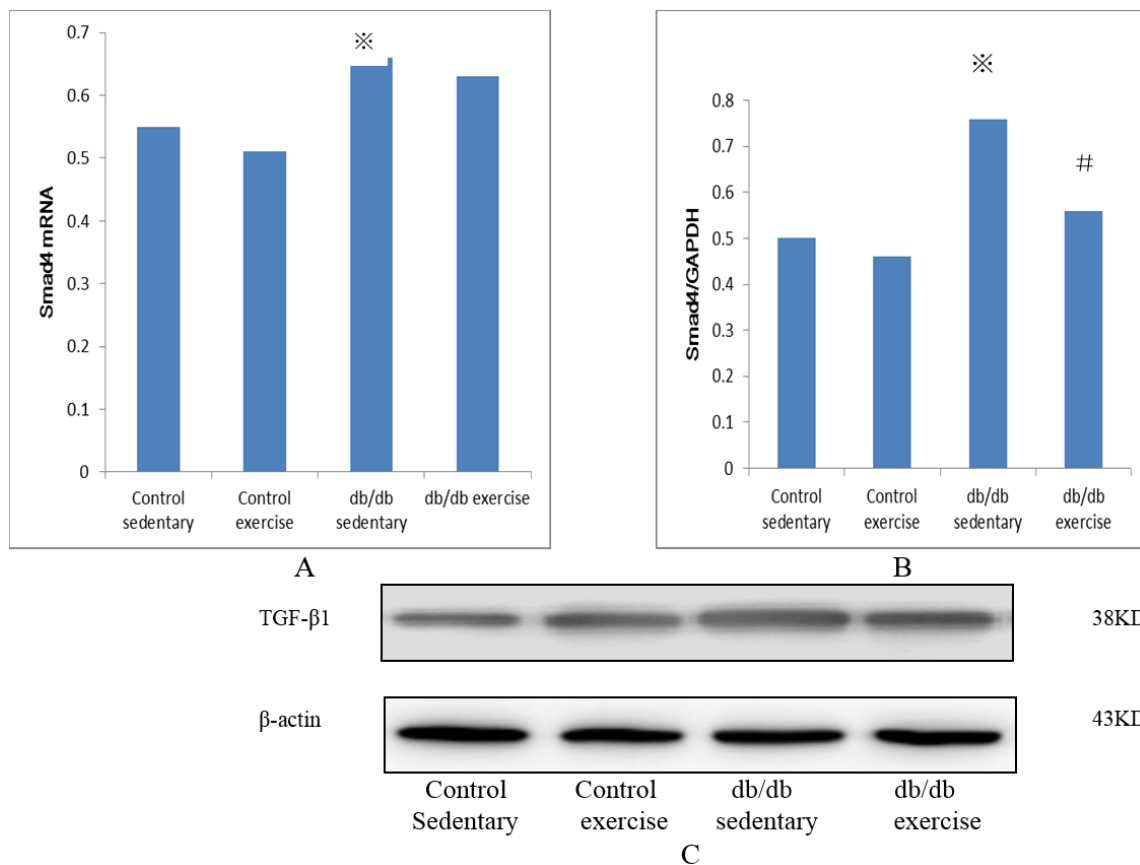 0.7
0.6
0.5
0.4
0.3
0.2
0.1
0
Smad4 mRNA
※
Control sedentary
Control exercise
db/db sedentary
db/db exercise
A
0.8
0.7
0.6
0.5
0.4
0.3
0.2
0.1
0
Smad4/GAPDH
※
#
Control sedentary
Control exercise
db/db sedentary
db/db exercise
B
TGF-β1
38KD
β-actin
43KD
Control Sedentary
Control exercise
db/db sedentary
db/db exercise
C